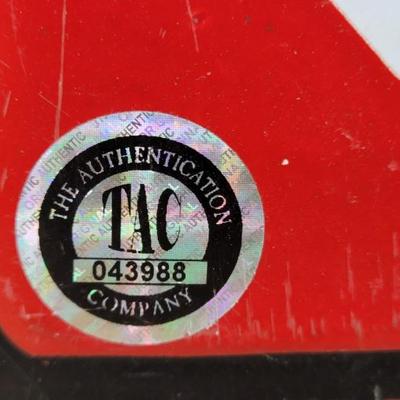 THE AUTHENTICATION
TAC
043988
COMPANY